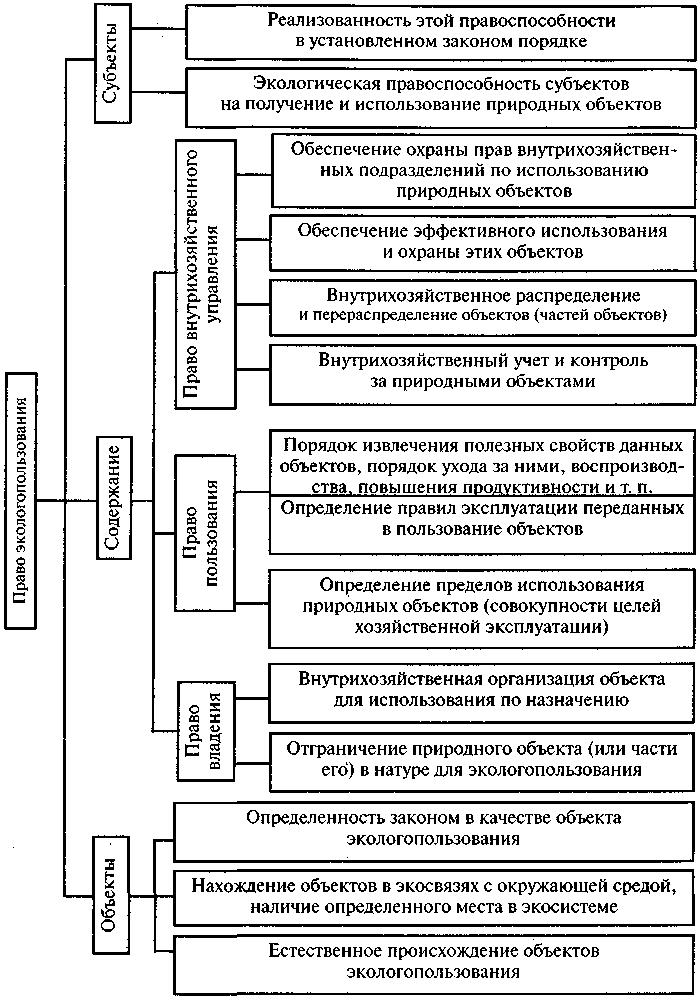 Право экологопользования
Субъекты
Реализованность этой правоспособности
в установленном законом порядке
Экологическая правоспособность субъектов
на получение и использование природных объектов
Содержание
Право внутрихозяйственного
управления
Обеспечение охраны прав внутрихозяйствен-
ных подразделений по использованию
природных объектов
Обеспечение эффективного использования
и охраны этих объектов
Внутрихозяйственное распределение
и перераспределение объектов (частей объектов)
Внутрихозяйственный учет и контроль
за природными объектами
Право
пользования
Порядок извлечения полезных свойств данных
объектов, порядок ухода за ними, воспроизвод-
ства, повышения продуктивности и т. п.
Определение правил эксплуатации переданных
в пользование объектов
Определение пределов использования
природных объектов (совокупности целей
хозяйственной эксплуатации)
Право
владения
Внутрихозяйственная организация объекта
для использования по назначению
Отграничение природного объекта (или части
его) в натуре для экологопользования
Объекты
Определенность законом в качестве объекта
экологопользования
Нахождение объектов в экосвязях с окружающей средой,
наличие определенного места в экосистеме
Естественное происхождение объектов
экологопользования